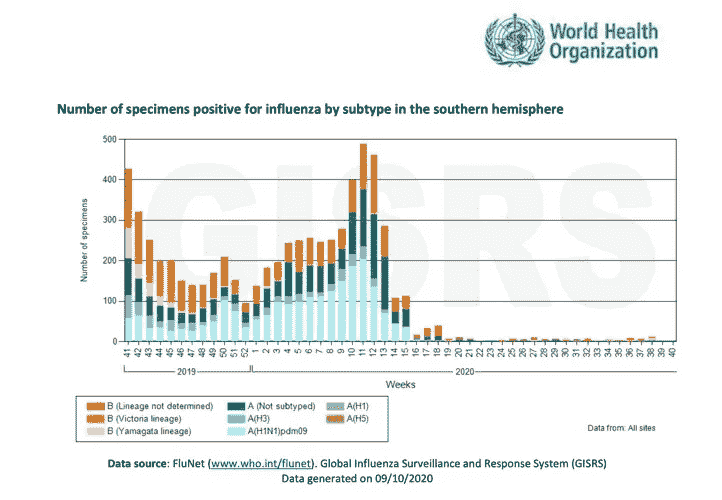 World Health
Organization
Number of specimens positive for influenza by subtype in the southern hemisphere
GISRS
Number of specimens
500
400
300
200
100
0
41 42 43 44 45 46 47 48 49 50 51 52 1 2 3 4 5 6 7 8 9 10 11 12 13 14 15 16 17 18 19 20 21 22 23 24 25 26 27 28 29 30 31 32 33 34 35 36 37 38 39 40
2019 2020
Weeks
B (Lineage not determined) A (Not subtyped) A(H1)
B (Victoria lineage) A(H3) A(H5)
B (Yamagata lineage) A(H1N1)pdm09
Data from: All sites
Data source: FluNet (www.who.int/flunet). Global Influenza Surveillance and Response System (GISRS)
Data generated on 09/10/2020